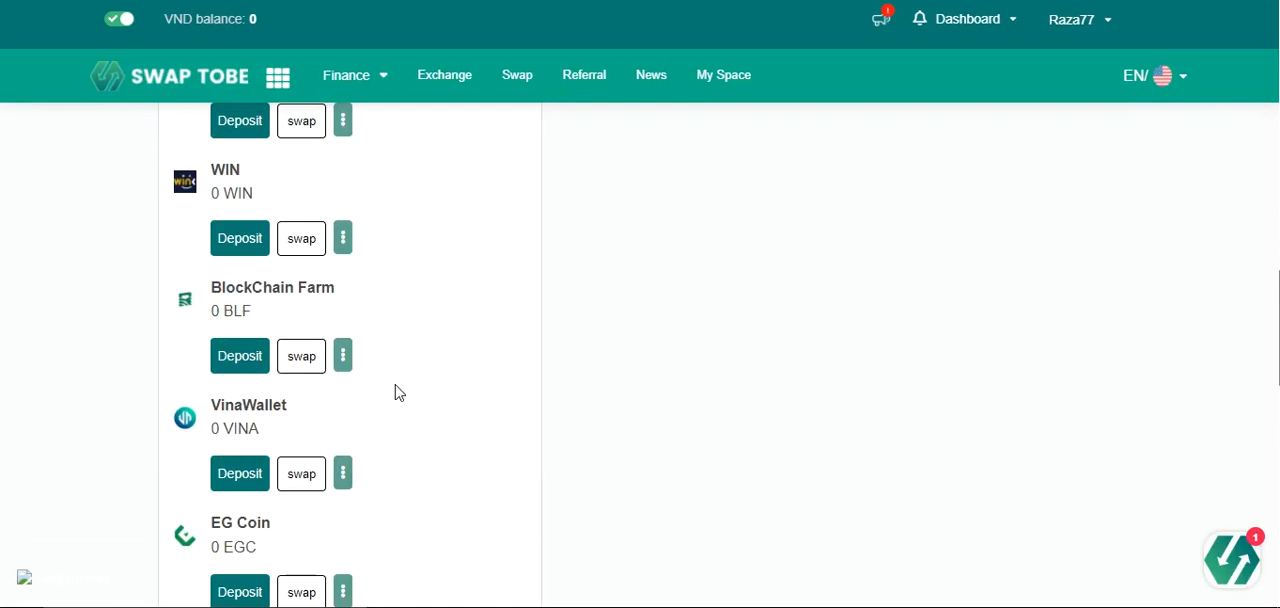 VND balance: 0
!
Dashboard
Raza77
SWAP TOBE
Finance
Exchange
Swap
Referral
News
My Space
EN/
Deposit
swap
WIN
WIN
0 WIN
Deposit
swap
BlockChain Farm
0 BLF
Deposit
swap
VinaWallet
0 VINA
Deposit
swap
EG Coin
0 EGC
Deposit
swap
1